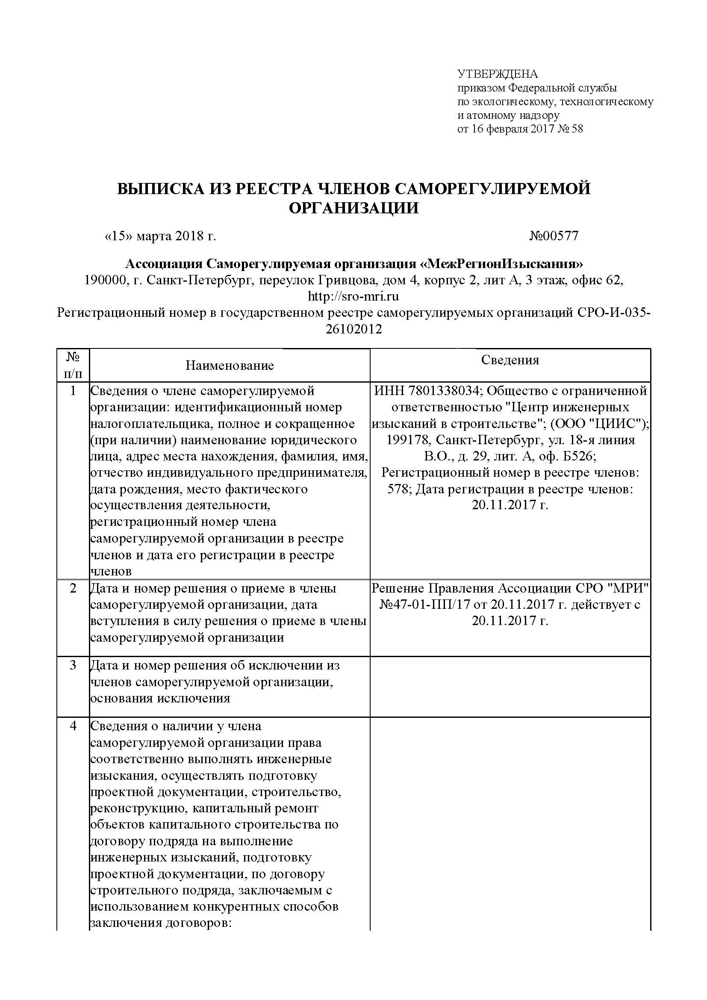 УТВЕРЖДЕНА
приказом Федеральной службы
по экологическому, технологическому
и атомному надзору
от 16 февраля 2017 № 58
ВЫПИСКА ИЗ РЕЕСТРА ЧЛЕНОВ САМОРЕГУЛИРУЕМОЙ
ОРГАНИЗАЦИИ
«15» марта 2018 г. №00577
Ассоциация Саморегулируемая организация «МежРегионИзыскания»
190000, г. Санкт-Петербург, переулок Гривцова, дом 4, корпус 2, лит А, 3 этаж, офис 62,
http://sro-mri.ru
Регистрационный номер в государственном реестре саморегулируемых организаций СРО-И-035-
26102012
№
п/п
Наименование
Сведения
1
Сведения о члене саморегулируемой
организации: идентификационный номер
налогоплательщика, полное и сокращенное
(при наличии) наименование юридического
лица, адрес места нахождения, фамилия, имя,
отчество индивидуального предпринимателя,
дата рождения, место фактического
осуществления деятельности,
регистрационный номер члена
саморегулируемой организации в реестре
членов и дата его регистрации в реестре
членов
ИНН 7801338034; Общество с ограниченной
ответственностью "Центр инженерных
изысканий в строительстве"; (ООО "ЦИИС");
199178, Санкт-Петербург, ул. 18-я линия
В.О., д. 29, лит. А, оф. Б526;
Регистрационный номер в реестре членов:
578; Дата регистрации в реестре членов:
20.11.2017 г.
2
Дата и номер решения о приеме в члены
саморегулируемой организации, дата
вступления в силу решения о приеме в члены
саморегулируемой организации
Решение Правления Ассоциации СРО "МРИ"
№47-01-ПП/17 от 20.11.2017 г. действует с
20.11.2017 г.
3
Дата и номер решения об исключении из
членов саморегулируемой организации,
основания исключения
4
Сведения о наличии у члена
саморегулируемой организации права
соответственно выполнять инженерные
изыскания, осуществлять подготовку
проектной документации, строительство,
реконструкцию, капитальный ремонт
объектов капитального строительства по
договору подряда на выполнение
инженерных изысканий, подготовку
проектной документации, по договору
строительного подряда, заключаемым с
использованием конкурентных способов
заключения договоров: